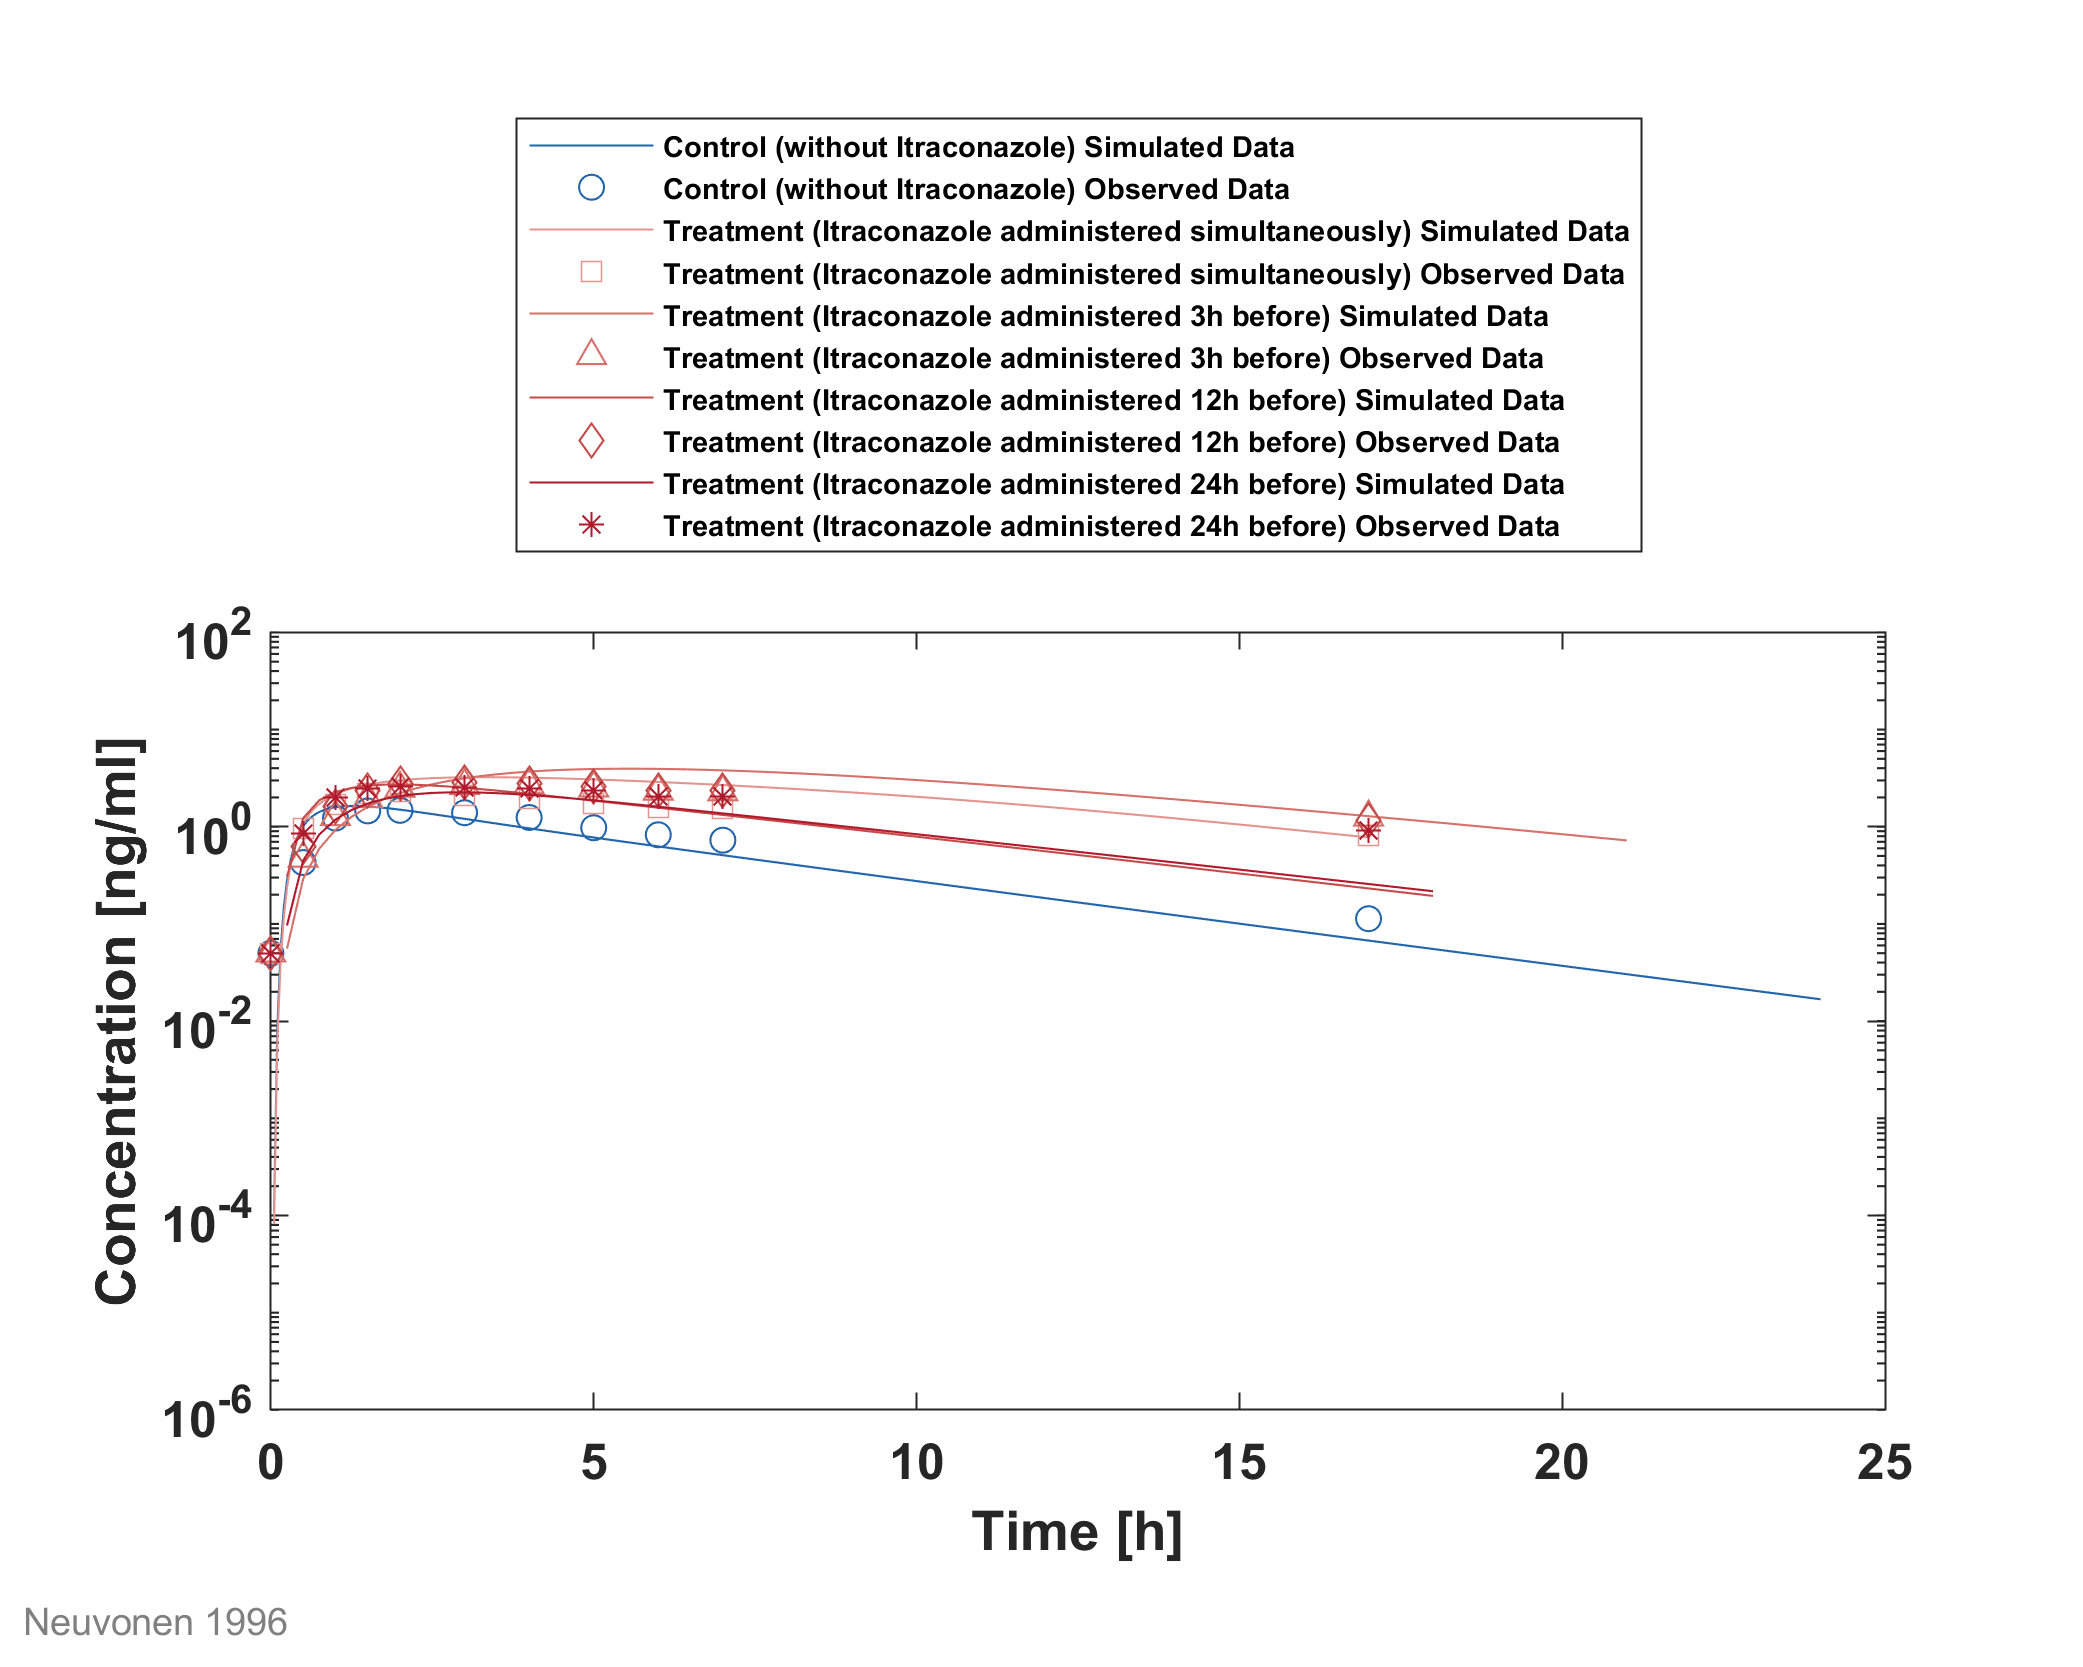 Control (without Itraconazole) Simulated Data
Control (without Itraconazole) Observed Data
Treatment (Itraconazole administered simultaneously) Simulated Data
Treatment (Itraconazole administered simultaneously) Observed Data
Treatment (Itraconazole administered 3h before) Simulated Data
Treatment (Itraconazole administered 3h before) Observed Data
Treatment (Itraconazole administered 12h before) Simulated Data
Treatment (Itraconazole administered 12h before) Observed Data
Treatment (Itraconazole administered 24h before) Simulated Data
Treatment (Itraconazole administered 24h before) Observed Data
Concentration [ng/ml]
10^2
10^0
10^-2
10^-4
10^-6
0 5 10 15 20 25
Time [h]
Neuvonen 1996